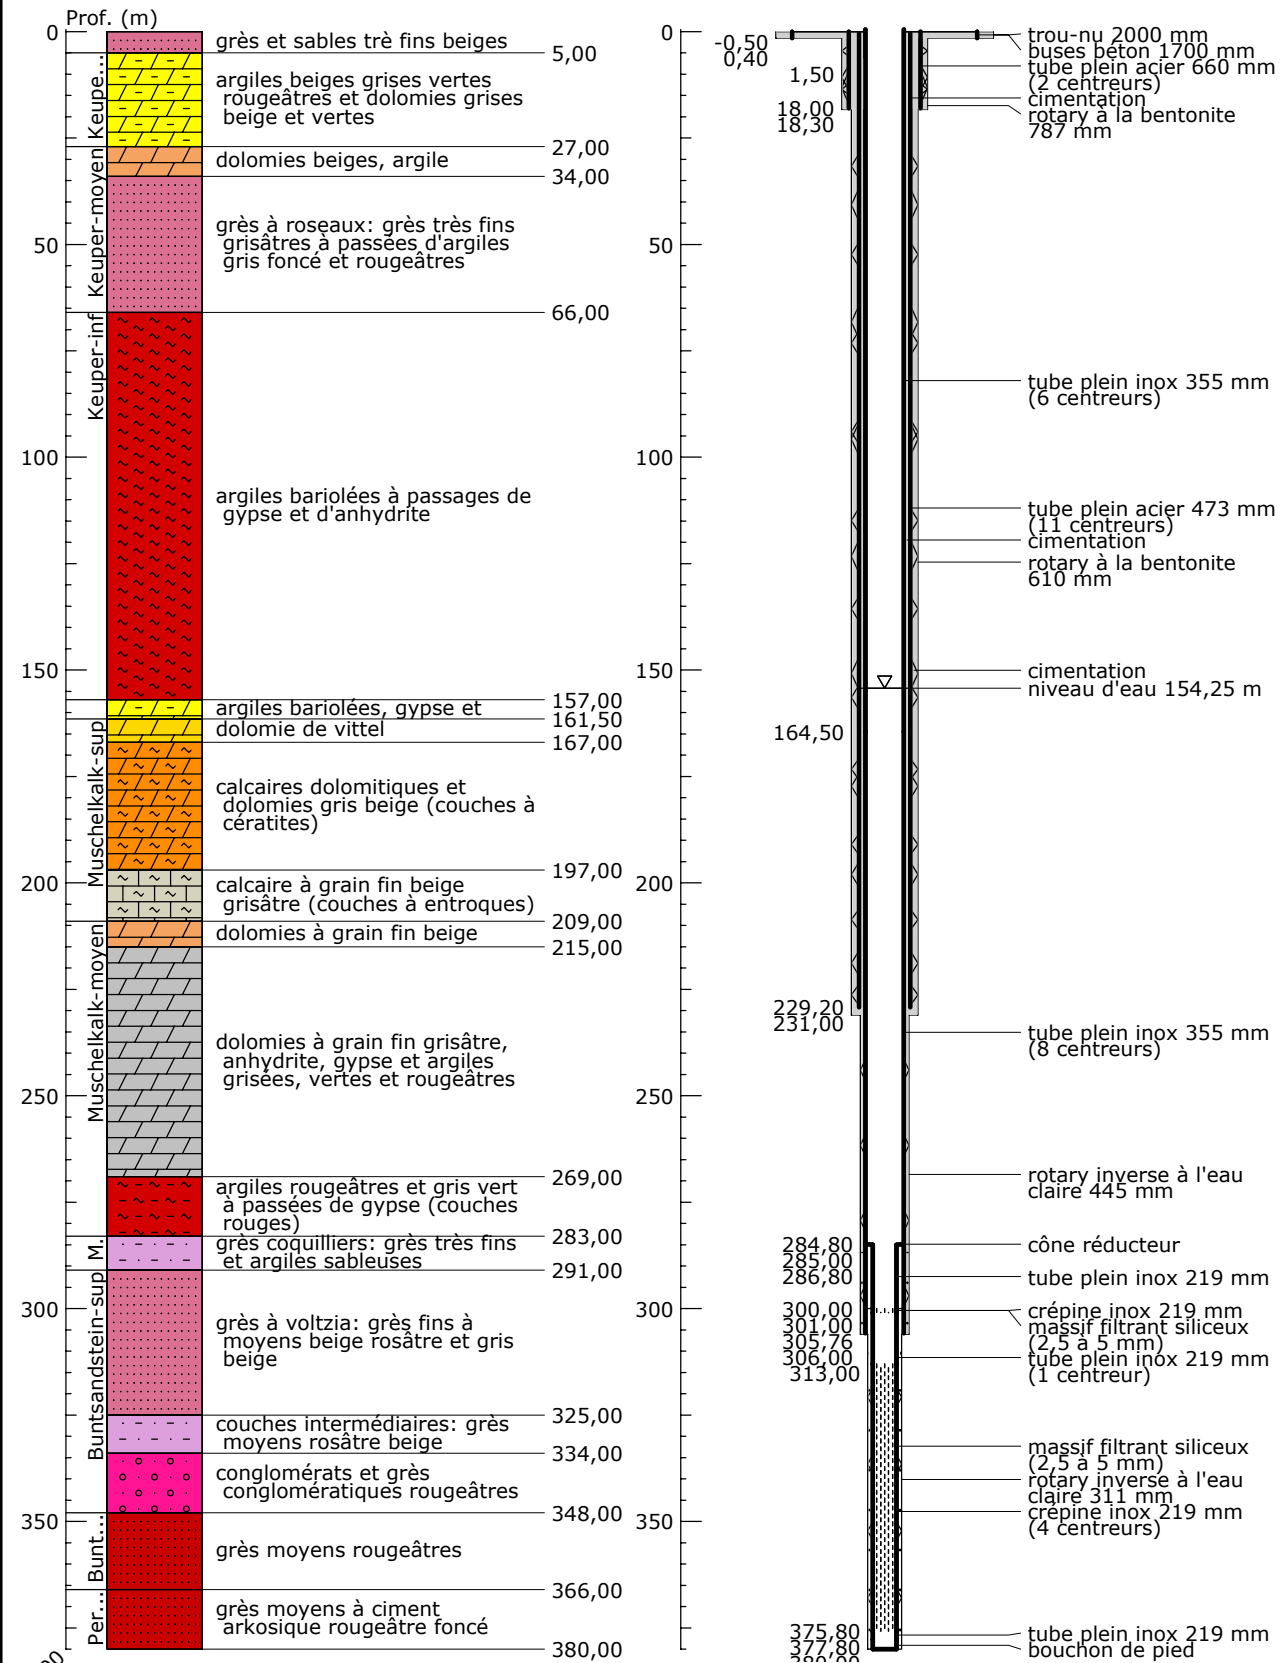 Prof. (m)
0
50
100
150
200
250
300
350
Keupe...
Keuper-moyen
Keuper-inf
Muschelkalk-sup
Muschelkalk-moyen
M.
Buntsandstein-sup
Bunt...
Per...
grès et sables trè fins beiges
5,00
argiles beiges grises vertes
rougeâtres et dolomies grises
beige et vertes
27,00
dolomies beiges, argile
34,00
grès à roseaux: grès très fins
grisâtres à passées d'argiles
gris foncé et rougeâtres
66,00
argiles bariolées à passages de
gypse et d'anhydrite
157,00
argiles bariolées, gypse et
161,50
dolomie de vittel
167,00
calcaires dolomitiques et
dolomies gris beige (couches à
cératites)
197,00
calcaire à grain fin beige
grisâtre (couches à entroques)
209,00
dolomies à grain fin beige
215,00
dolomies à grain fin grisâtre,
anhydrite, gypse et argiles
grisées, vertes et rougeâtres
269,00
argiles rougeâtres et gris vert
à passées de gypse (couches
rouges)
283,00
grès coquilliers: grès très fins
et argiles sableuses
291,00
grès à voltzia: grès fins à
moyens beige rosâtre et gris
beige
325,00
couches intermédiaires: grès
moyens rosâtre beige
334,00
conglomérats et grès
conglomératiques rougeâtres
348,00
grès moyens rougeâtres
366,00
grès moyens à ciment
arkosique rougeâtre foncé
380,00
0
50
100
150
200
250
300
350
-0,50
0,40
1,50
18,00
18,30
164,50
229,20
231,00
284,80
285,00
286,80
300,00
301,00
305,76
306,00
313,00
375,80
377,80
trou-nu 2000 mm
buses béton 1700 mm
tube plein acier 660 mm
(2 centreurs)
cimentation
rotary à la bentonite
787 mm
tube plein inox 355 mm
(6 centreurs)
tube plein acier 473 mm
(11 centreurs)
cimentation
rotary à la bentonite
610 mm
cimentation
niveau d'eau 154,25 m
tube plein inox 355 mm
(8 centreurs)
rotary inverse à l'eau
claire 445 mm
cône réducteur
tube plein inox 219 mm
crépine inox 219 mm
massif filtrant siliceux
(2,5 à 5 mm)
tube plein inox 219 mm
(1 centreur)
massif filtrant siliceux
(2,5 à 5 mm)
rotary inverse à l'eau
claire 311 mm
crépine inox 219 mm
(4 centreurs)
tube plein inox 219 mm
bouchon de pied